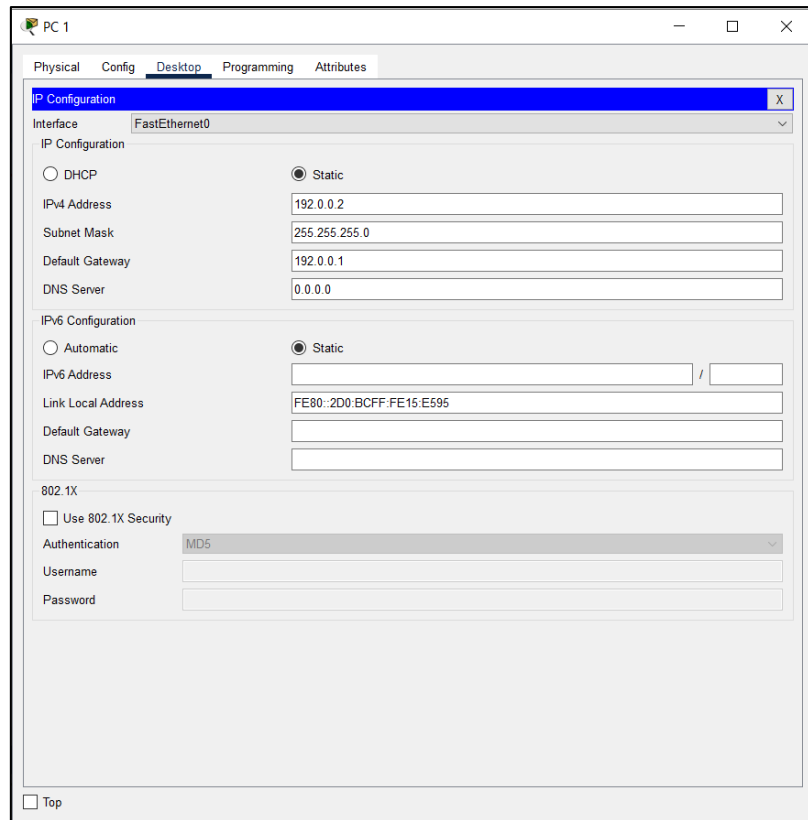 PC 1
Physical Config Desktop Programming Attributes
IP Configuration X
Interface FastEthernet0
IP Configuration
DHCP Static
IPv4 Address 192.0.0.2
Subnet Mask 255.255.255.0
Default Gateway 192.0.0.1
DNS Server 0.0.0.0
IPv6 Configuration
Automatic Static
IPv6 Address /
Link Local Address FE80::2D0:BCFF:FE15:E595
Default Gateway
DNS Server
802.1X
Use 802.1X Security
Authentication MD5
Username
Password
Top